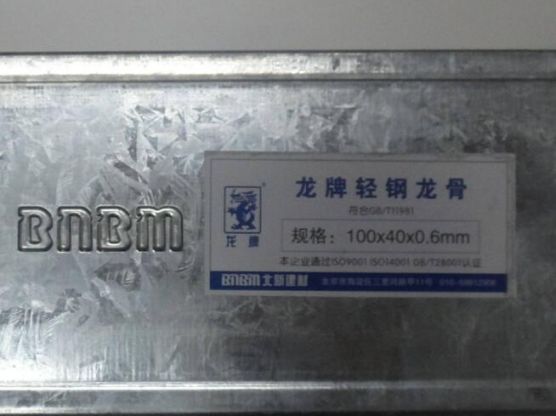 BNBM
龙牌
龙牌轻钢龙骨
符合GB/T11981
规格：100x40x0.6mm
本企业通过ISO9001 ISO14001 GB/T28001认证
BNBM 北新建材